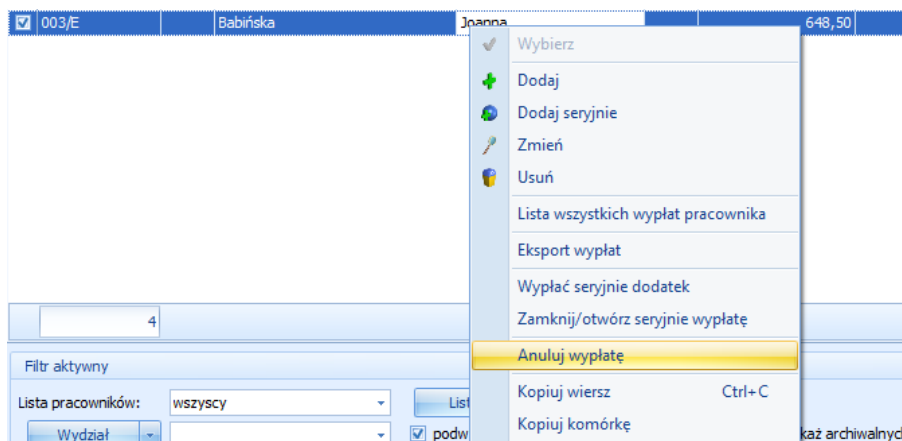 003/E Babińska Joanna 648,50
Wybierz
Dodaj
Dodaj seryjnie
Zmień
Usuń
Lista wszystkich wypłat pracownika
Eksport wypłat
Wypłać seryjnie dodatek
Zamknij/otwórz seryjnie wypłatę
4
Anuluj wypłatę
Filtr aktywny
Kopiuj wiersz Ctrl+C
Lista pracowników: wszyscy List
Kopiuj komórkę
Wydział podw każ archiwalnyc